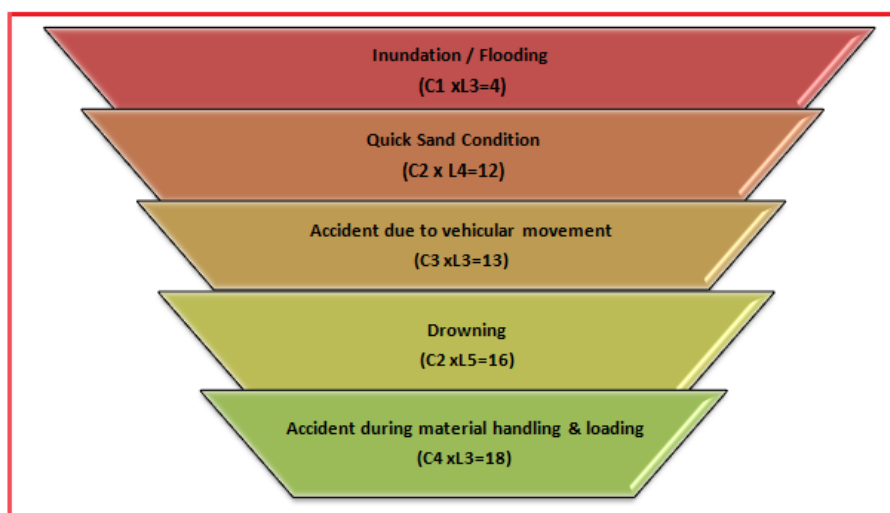 Inundation / Flooding
(C1 xL3=4)
Quick Sand Condition
(C2 x L4=12)
Accident due to vehicular movement
(C3 xL3=13)
Drowning
(C2 xL5=16)
Accident during material handling & loading
(C4 xL3=18)